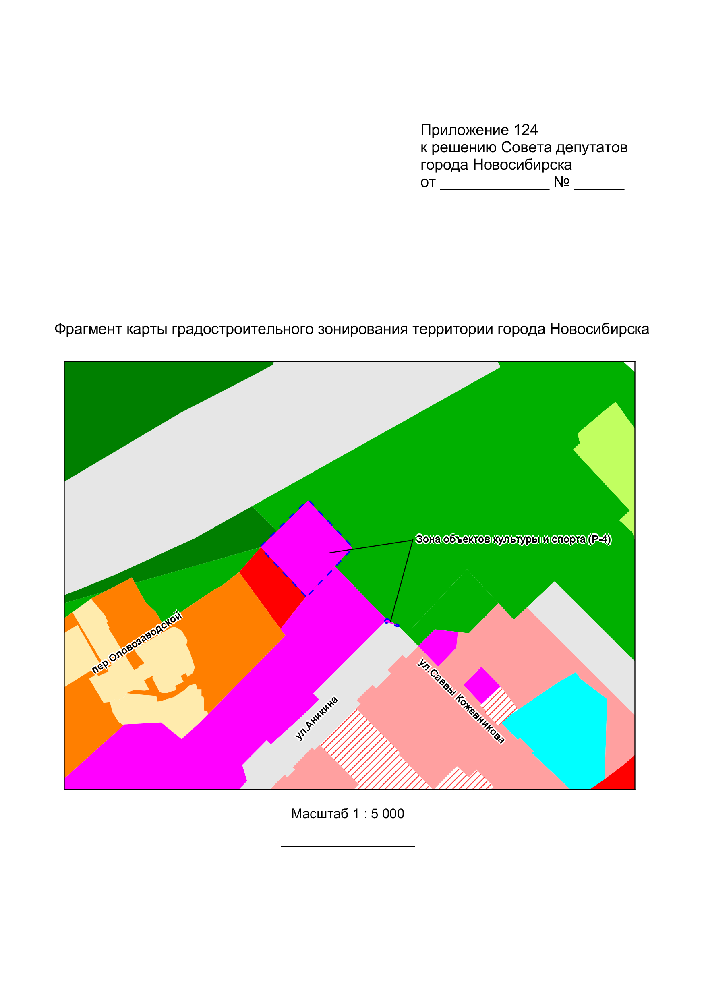 Приложение 124
к решению Совета депутатов
города Новосибирска
от _____________ № ______
Фрагмент карты градостроительного зонирования территории города Новосибирска
Зона объектов культуры и спорта (Р-4)
пер.Оловозаводской
ул.Саввы Кожевникова
ул.Аникина
Масштаб 1 : 5 000